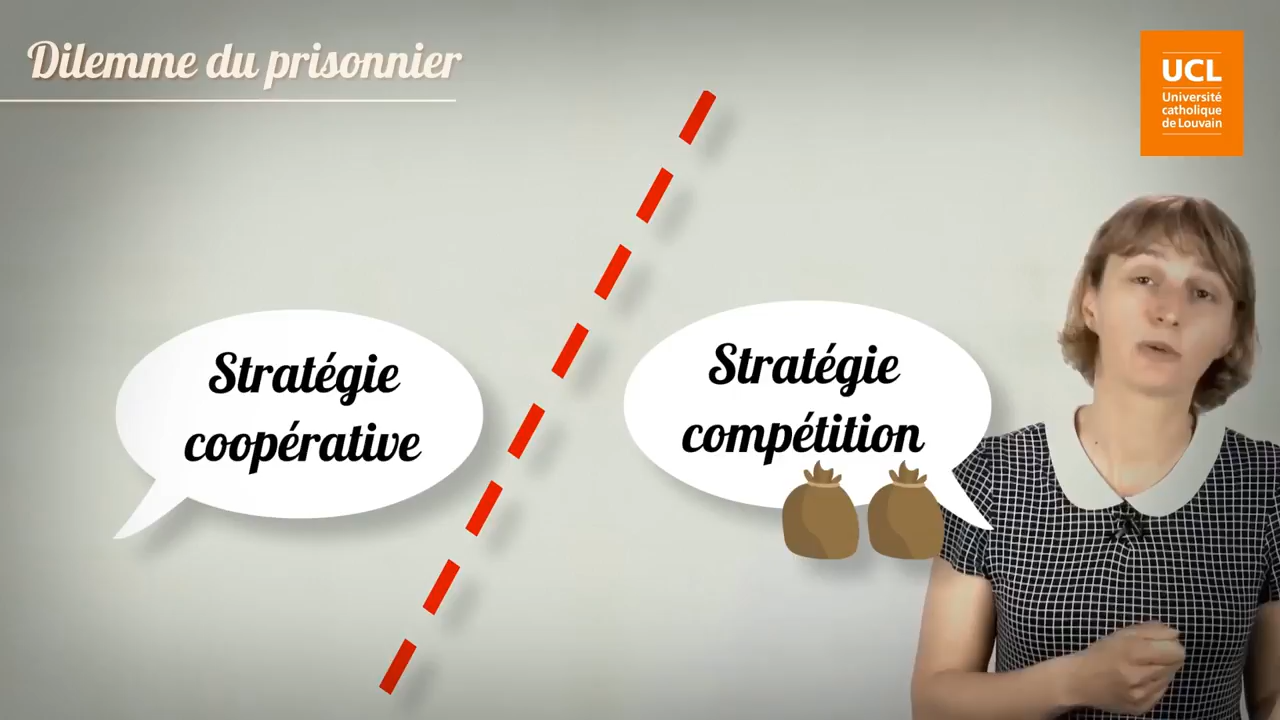 Dilemme du prisonnier
UCL
Université
catholique
de Louvain
Stratégie
coopérative
Stratégie
compétition